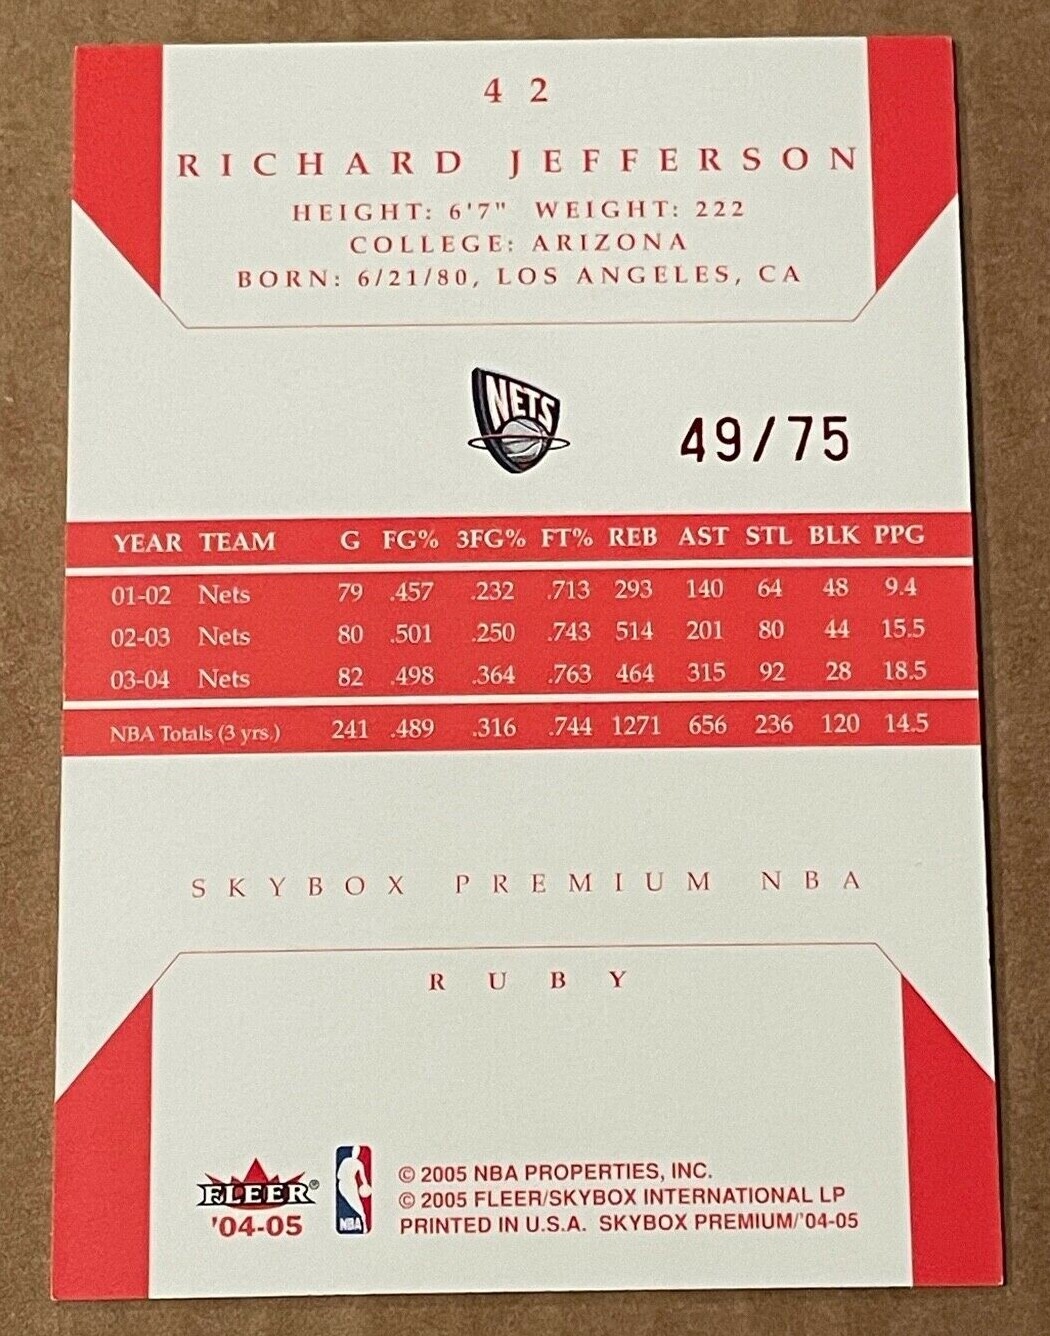 42
RICHARD JEFFERSON
HEIGHT: 6'7" WEIGHT: 222
COLLEGE: ARIZONA
BORN: 6/21/80, LOS ANGELES, CA
NETS
49/75
YEAR TEAM G FG% 3FG% FT% REB AST STL BLK PPG
01-02 Nets 79 .457 .232 .713 293 140 64 48 9.4
02-03 Nets 80 .501 .250 .743 514 201 80 44 15.5
03-04 Nets 82 .498 .364 .763 464 315 92 28 18.5
NBA Totals (3 yrs.) 241 .489 .316 .744 1271 656 236 120 14.5
SKYBOX PREMIUM NBA
RUBY
FLEER®
'04-05
NBA
© 2005 NBA PROPERTIES, INC.
© 2005 FLEER/SKYBOX INTERNATIONAL LP
PRINTED IN U.S.A. SKYBOX PREMIUM/'04-05